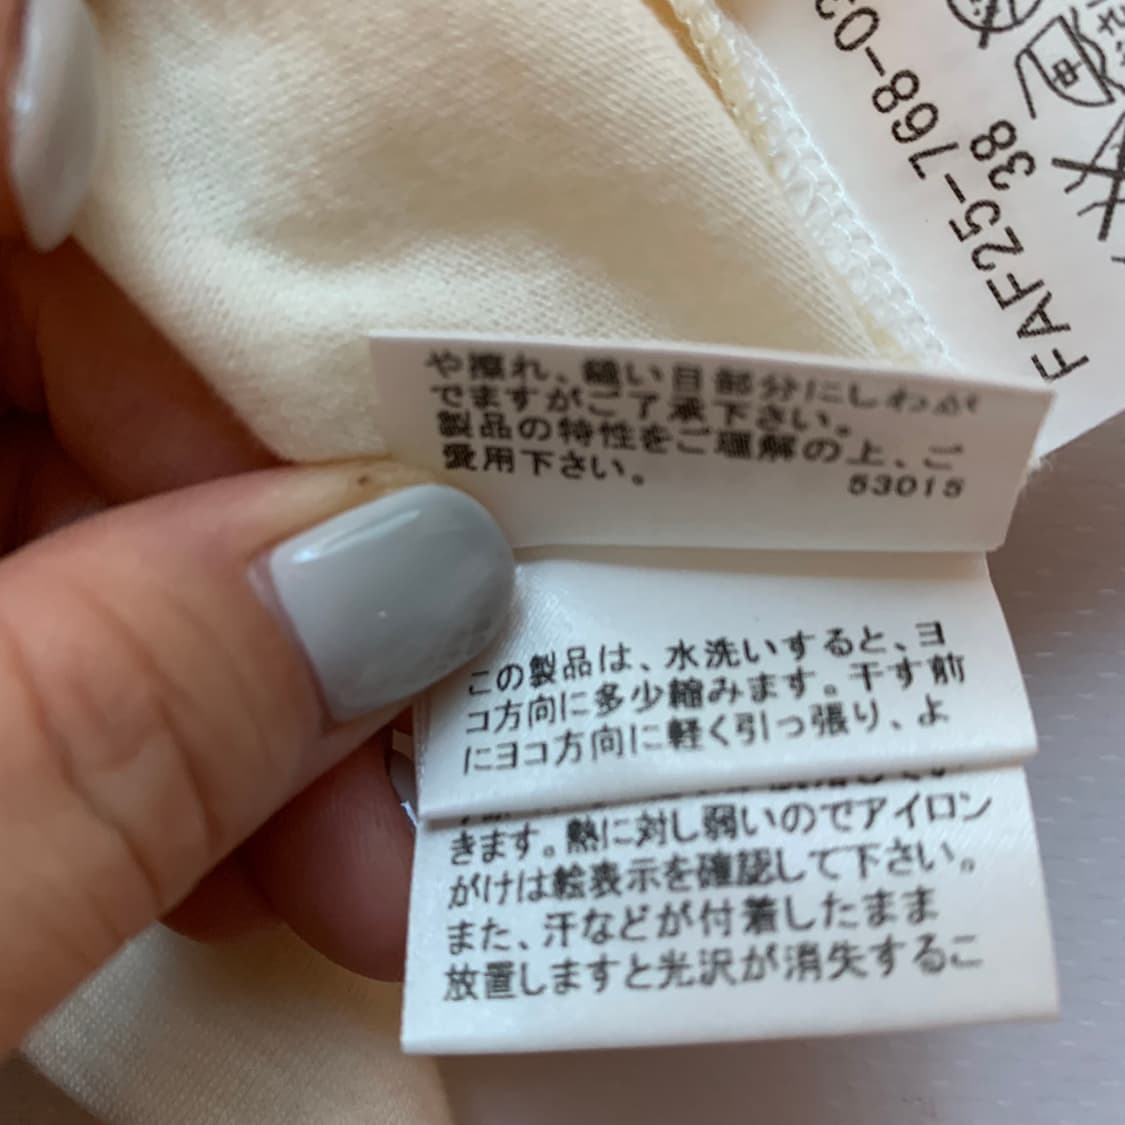 FAF25-768-03
38
や擦れ、縫い目部分にしわが
でますがご了承下さい。
製品の特性をご理解の上、ご
愛用下さい。
53015
この製品は、水洗いすると、ヨ
コ方向に多少縮みます。干す前
にヨコ方向に軽く引っ張り、よ
きます。熱に対し弱いのでアイロン
がけは絵表示を確認して下さい。
また、汗などが付着したまま
放置しますと光沢が消失するこ